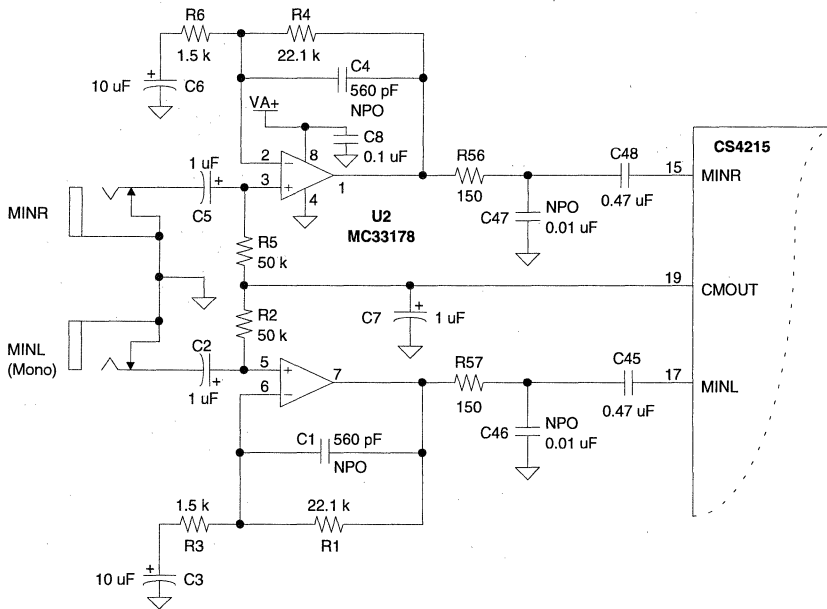 R6
1.5 k
R4
22.1 k
+
10 uF
C6
C4
560 pF
NPO
VA+
C8
0.1 uF
1 uF
+
C5
2
−
3
+
8
4
1
U2
MC33178
R56
150
C47
NPO
0.01 uF
C48
0.47 uF
15
MINR
CS4215
MINR
R5
50 k
R2
50 k
C7
+
1 uF
19
CMOUT
MINL
(Mono)
C2
+
1 uF
5
+
6
−
7
R57
150
C46
NPO
0.01 uF
C45
0.47 uF
17
MINL
C1
560 pF
NPO
1.5 k
R3
22.1 k
R1
+
10 uF
C3